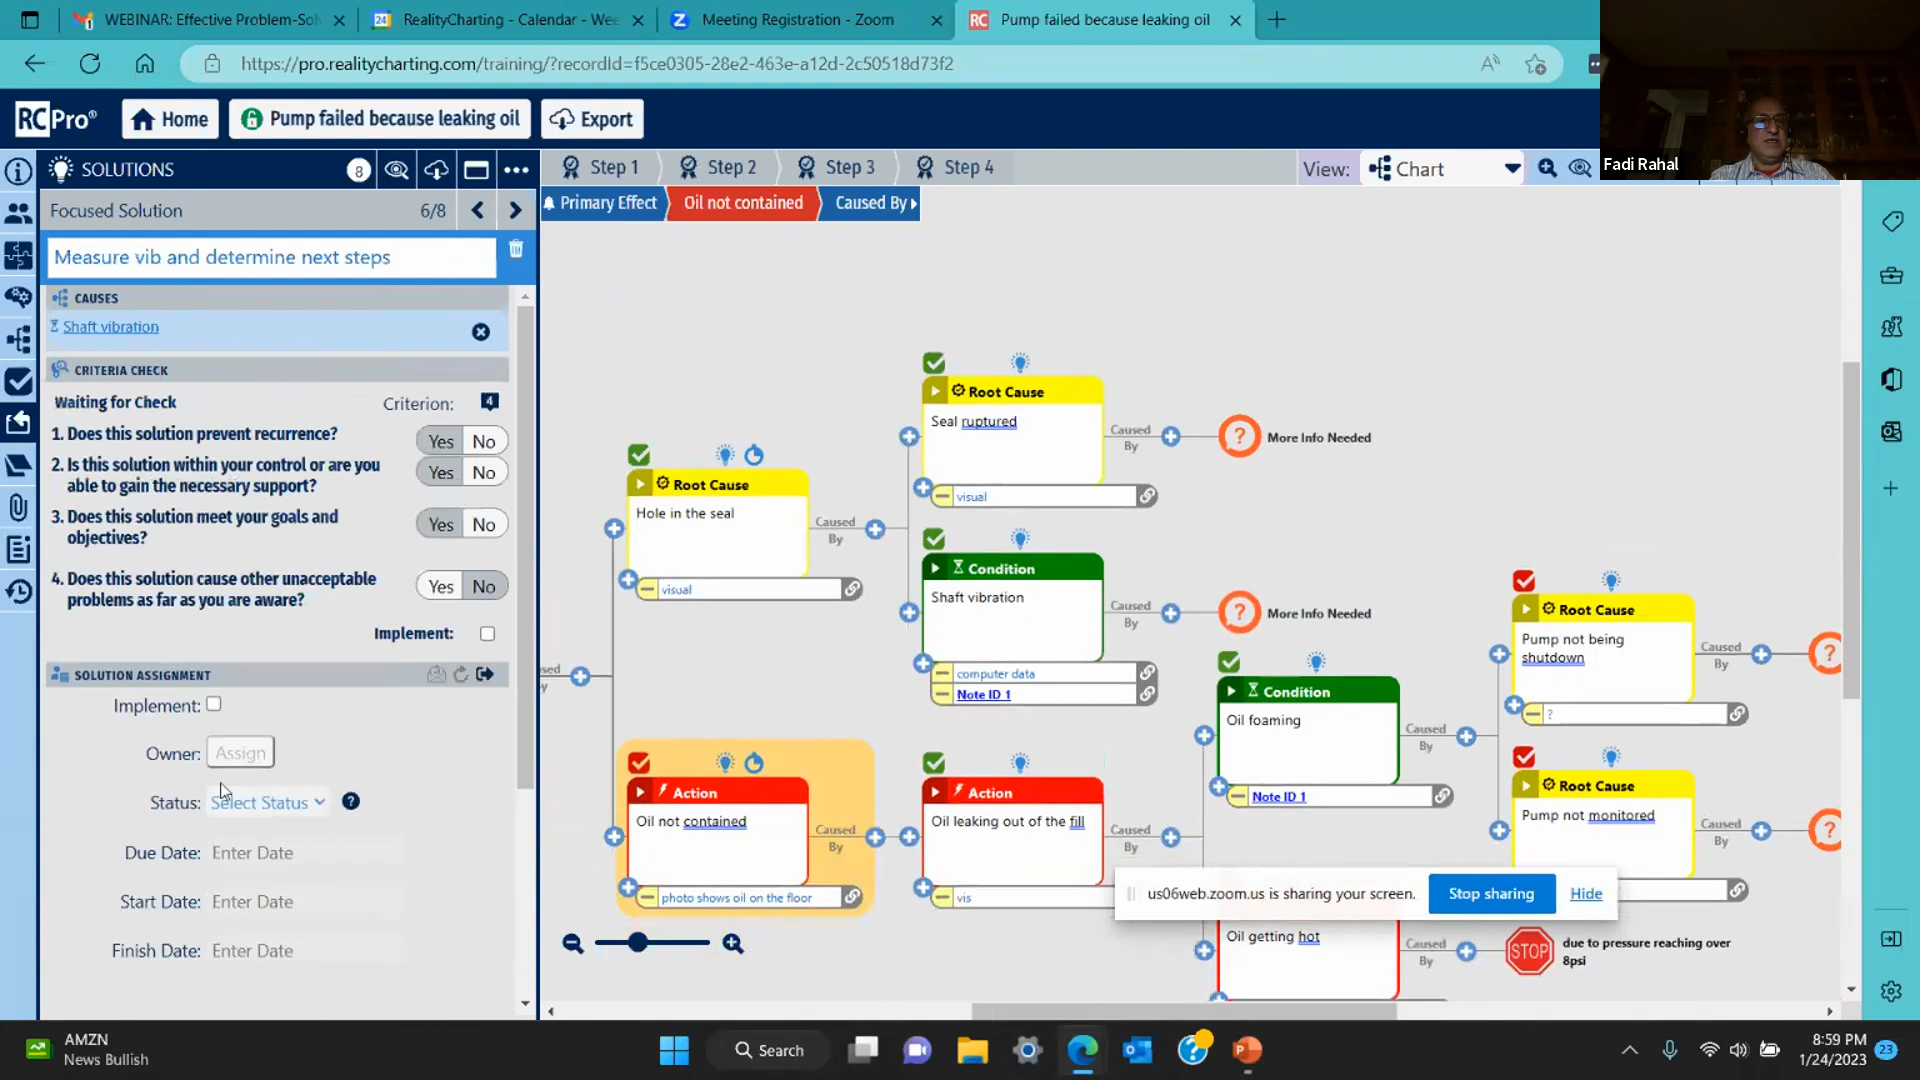 WEBINAR: Effective Problem-Sol
RealityCharting - Calendar - Wee
Meeting Registration - Zoom
RC Pump failed because leaking oil
https://pro.realitycharting.com/training/?recordId=f5ce0305-28e2-463e-a12d-2c50518d73f2
RCPro®
Home
Pump failed because leaking oil
Export
Fadi Rahal
SOLUTIONS
8
Step 1
Step 2
Step 3
Step 4
View:
Chart
Focused Solution
6/8
Primary Effect
Oil not contained
Caused By
Measure vib and determine next steps
CAUSES
Shaft vibration
CRITERIA CHECK
Waiting for Check
Criterion:
4
1. Does this solution prevent recurrence?
Yes No
2. Is this solution within your control or are you
able to gain the necessary support?
Yes No
3. Does this solution meet your goals and
objectives?
Yes No
4. Does this solution cause other unacceptable
problems as far as you are aware?
Yes No
Implement:
SOLUTION ASSIGNMENT
Implement:
Owner:
Assign
Status:
Select Status
?
Due Date:
Enter Date
Start Date:
Enter Date
Finish Date:
Enter Date
Root Cause
Seal ruptured
visual
Caused
By
? More Info Needed
Root Cause
Hole in the seal
visual
Caused
By
Condition
Shaft vibration
computer data
Note ID 1
Caused
By
? More Info Needed
Action
Oil not contained
photo shows oil on the floor
Caused
By
Action
Oil leaking out of the fill
vis
Caused
By
Condition
Oil foaming
Note ID 1
Caused
By
Root Cause
Pump not being
shutdown
?
Caused
By
?
Root Cause
Pump not monitored
Caused
By
?
us06web.zoom.us is sharing your screen.
Stop sharing
Hide
Oil getting hot
Caused
By
STOP
due to pressure reaching over
8psi
AMZN
News Bullish
Search
8:59 PM
1/24/2023
23